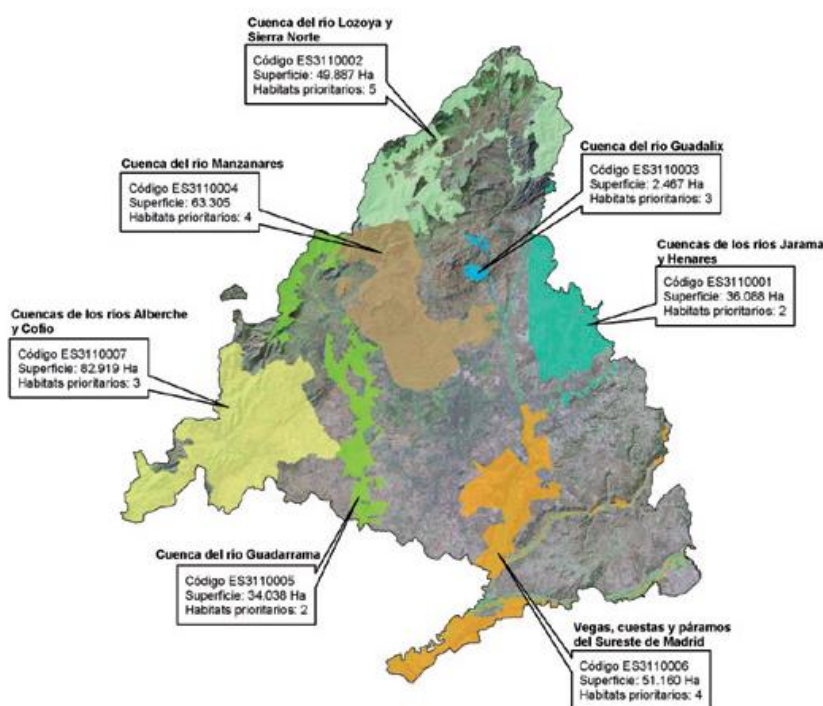 Cuenca del río Lozoya y
Sierra Norte
Código ES3110002
Superficie: 49.887 Ha
Habitats prioritarios: 5
Cuenca del río Manzanares
Código ES3110004
Superficie: 63.305
Habitats prioritarios: 4
Cuenca del río Guadalix
Código ES3110003
Superficie: 2.467 Ha
Habitats prioritarios: 3
Cuencas de los ríos Jarama
y Henares
Código ES3110001
Superficie: 36.088 Ha
Habitats prioritarios: 2
Cuencas de los ríos Alberche
y Cofio
Código ES3110007
Superficie: 82.919 Ha
Habitats prioritarios: 3
Cuenca del río Guadarrama
Código ES3110005
Superficie: 34.038 Ha
Habitats prioritarios: 2
Vegas, cuestas y páramos
del Sureste de Madrid
Código ES3110006
Superficie: 51.160 Ha
Habitats prioritarios: 4